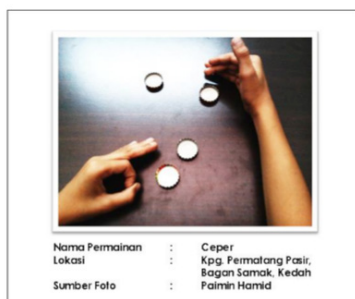 Nama Permainan : Ceper
Lokasi : Kpg. Permatang Pasir,
Bagan Samak, Kedah
Sumber Foto : Paimin Hamid